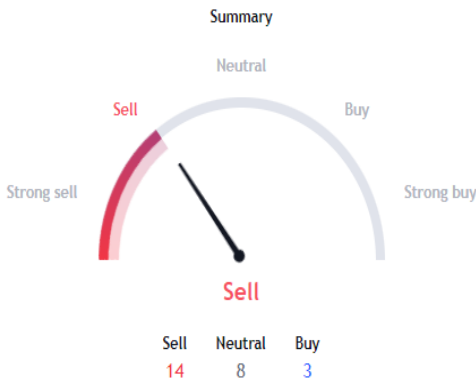 Summary
Neutral
Sell
Buy
Strong sell
Strong buy
Sell
Sell Neutral Buy
14 8 3